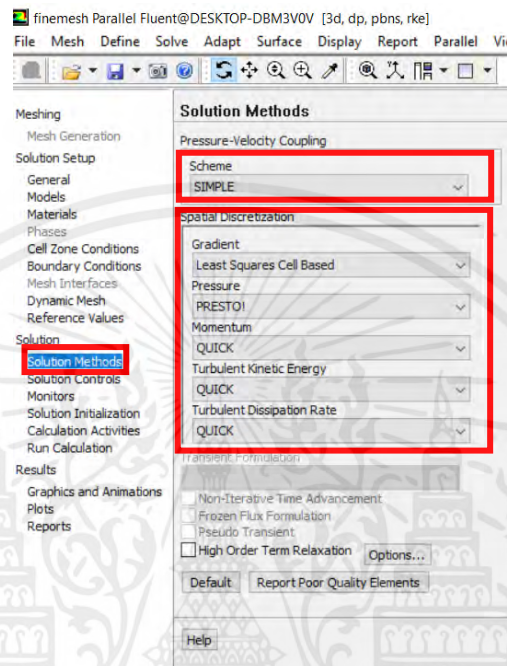 finemesh Parallel Fluent@DESKTOP-DBM3V0V [3d, dp, pbns, rke]
File Mesh Define Solve Adapt Surface Display Report Parallel Vi
Meshing
Mesh Generation
Solution Setup
General
Models
Materials
Phases
Cell Zone Conditions
Boundary Conditions
Mesh Interfaces
Dynamic Mesh
Reference Values
Solution
Solution Methods
Solution Controls
Monitors
Solution Initialization
Calculation Activities
Run Calculation
Results
Graphics and Animations
Plots
Reports
Solution Methods
Pressure-Velocity Coupling
Scheme
SIMPLE
Spatial Discretization
Gradient
Least Squares Cell Based
Pressure
PRESTO!
Momentum
QUICK
Turbulent Kinetic Energy
QUICK
Turbulent Dissipation Rate
QUICK
Transient Formulation
Non-Iterative Time Advancement
Frozen Flux Formulation
Pseudo Transient
High Order Term Relaxation Options...
Default Report Poor Quality Elements
Help